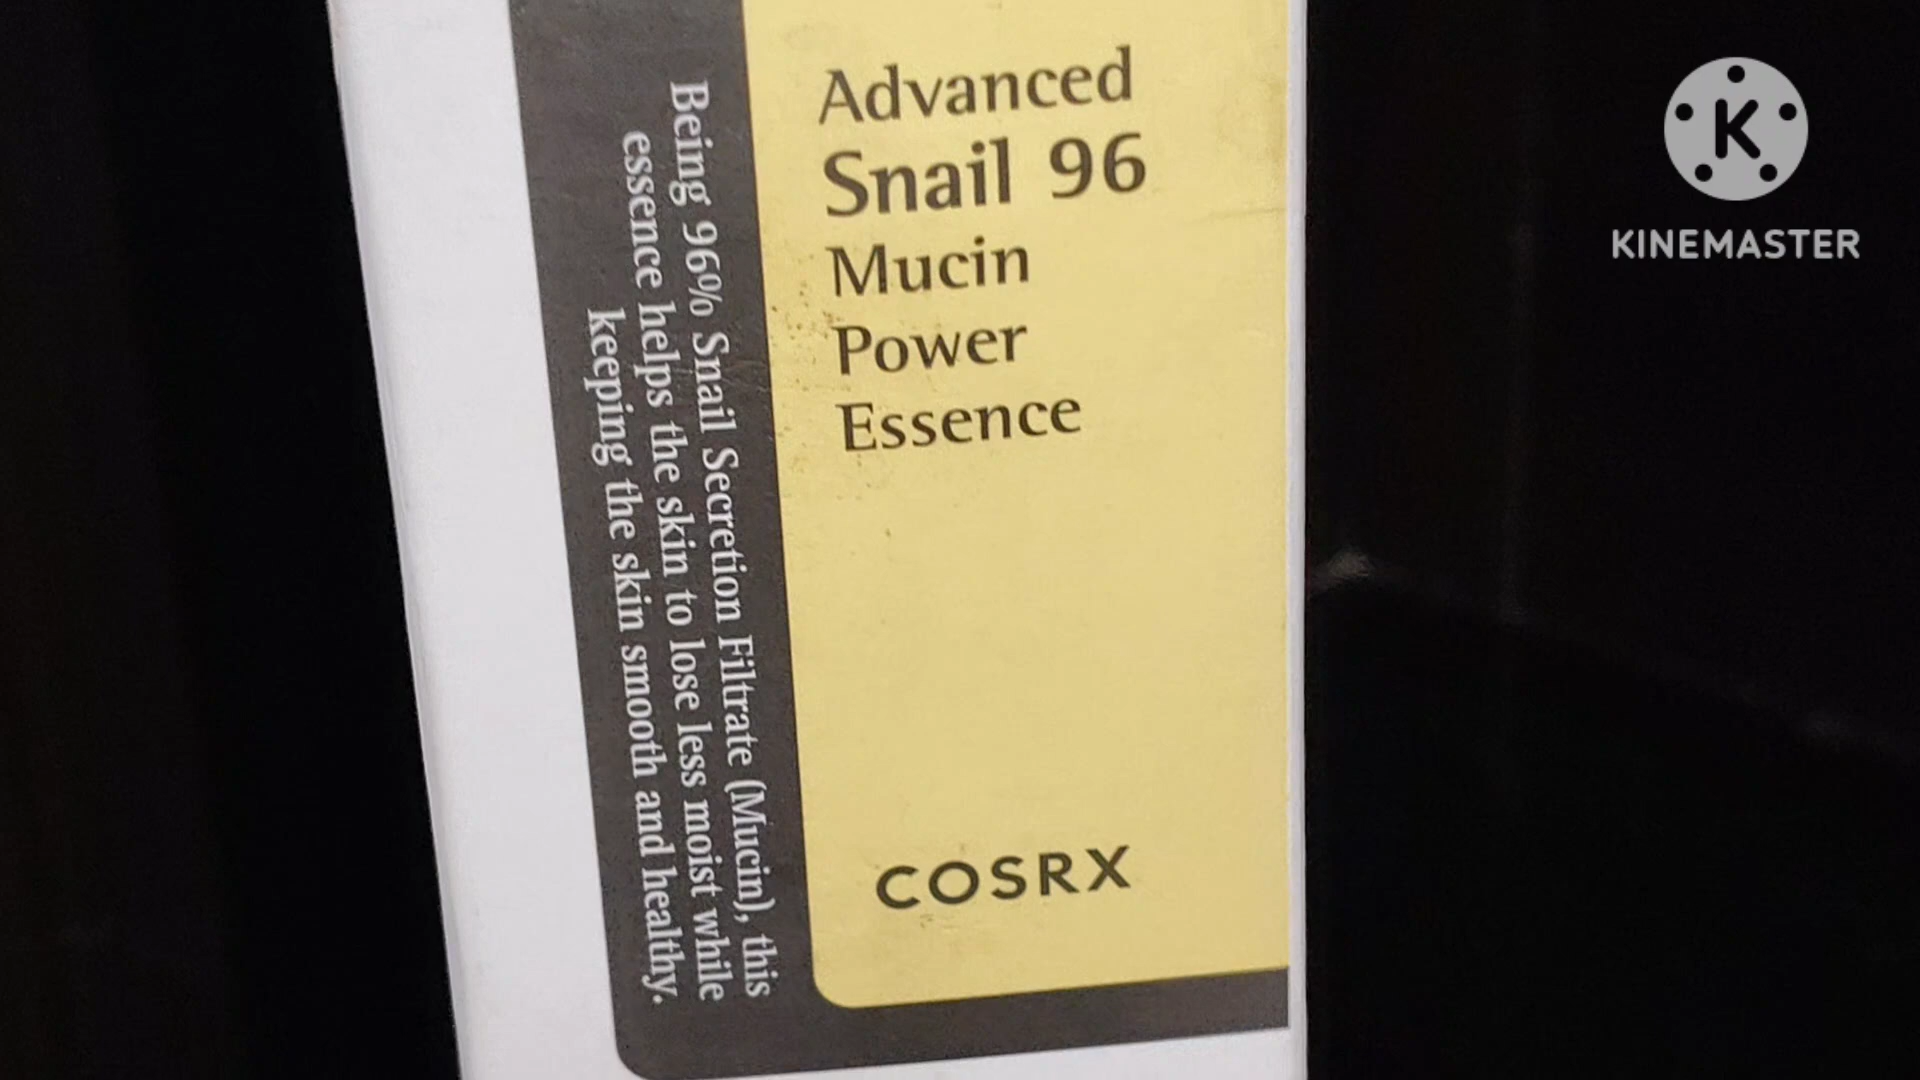 Advanced
Snail 96
Mucin
Power
Essence
COSRX
Being 96% Snail Secretion Filtrate (Mucin), this
essence helps the skin to lose less moist while
keeping the skin smooth and healthy.
K
KINEMASTER